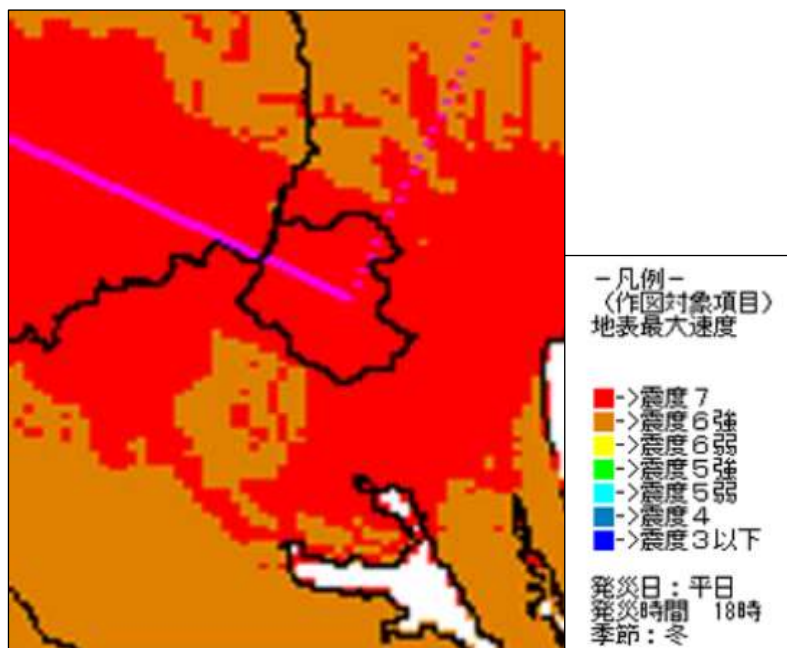 －凡例－
（作図対象項目）
地表最大速度
->震度７
->震度６強
->震度６弱
->震度５強
->震度５弱
->震度４
->震度３以下
発災日：平日
発災時間　18時
季節：冬